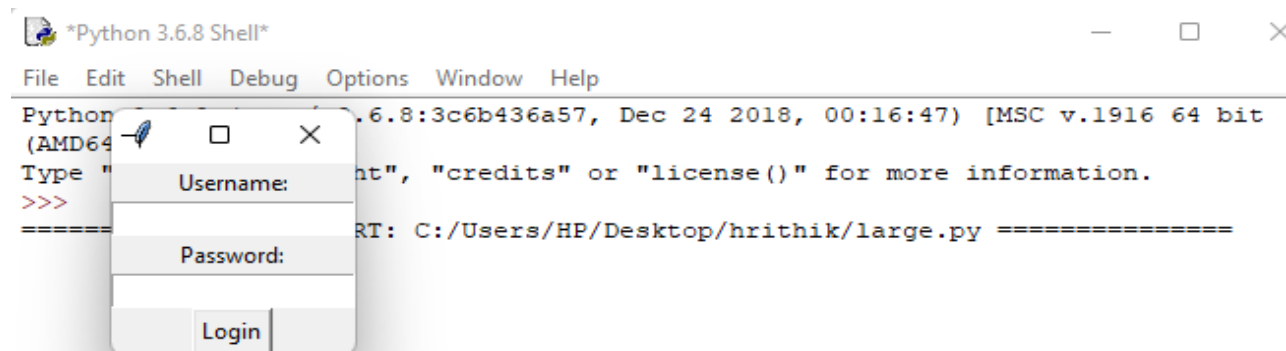 *Python 3.6.8 Shell*
File Edit Shell Debug Options Window Help
Python .6.8:3c6b436a57, Dec 24 2018, 00:16:47) [MSC v.1916 64 bit
(AMD64
Type " ht", "credits" or "license()" for more information.
>>>
====== RT: C:/Users/HP/Desktop/hrithik/large.py ===============
Username:
Password:
Login